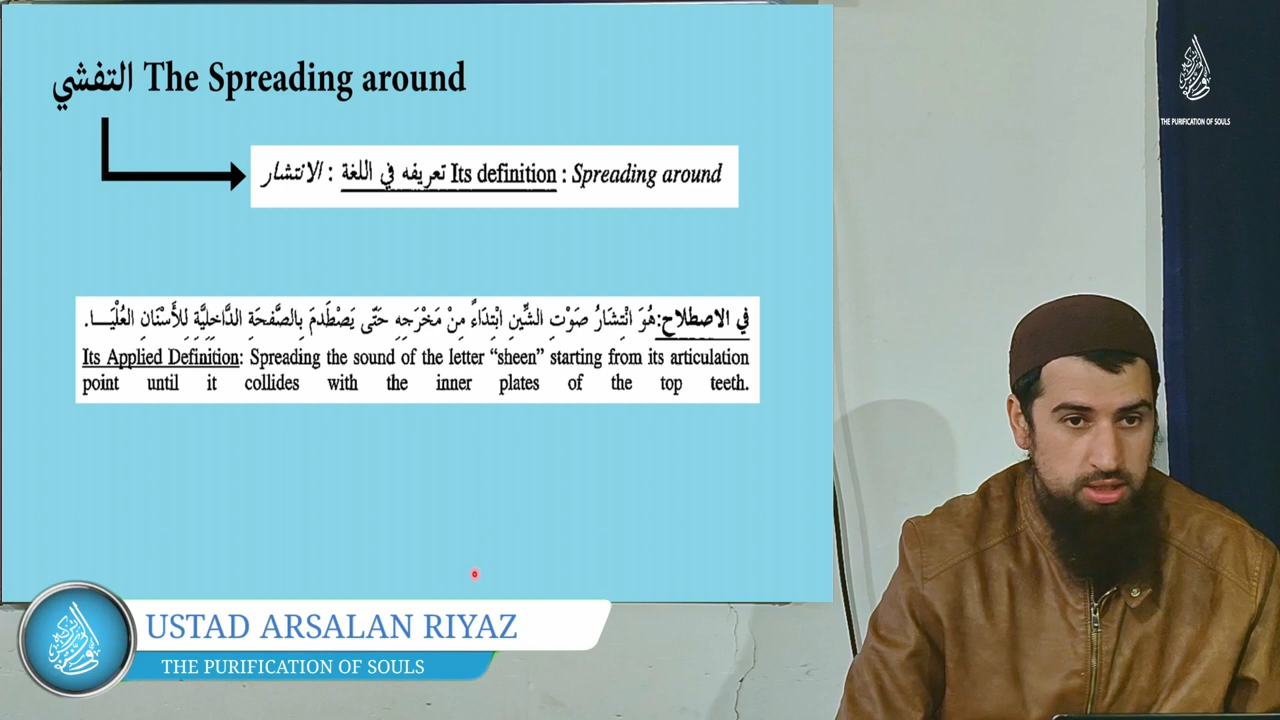 التفشي The Spreading around
تعريفه في اللغة : الانتشار Its definition : Spreading around
في الاصطلاح: هُوَ انْتِشَارُ صَوْتِ الشِّينِ ابْتِدَاءً مِنْ مَخْرَجِهِ حَتّى يَصْطَدِمَ بِالصَّفحَةِ الدَّاخِلِيَّةِ لِلأَسْنَانِ العُلْيَــا.
Its Applied Definition: Spreading the sound of the letter “sheen” starting from its articulation
point until it collides with the inner plates of the top teeth.
THE PURIFICATION OF SOULS
USTAD ARSALAN RIYAZ
THE PURIFICATION OF SOULS